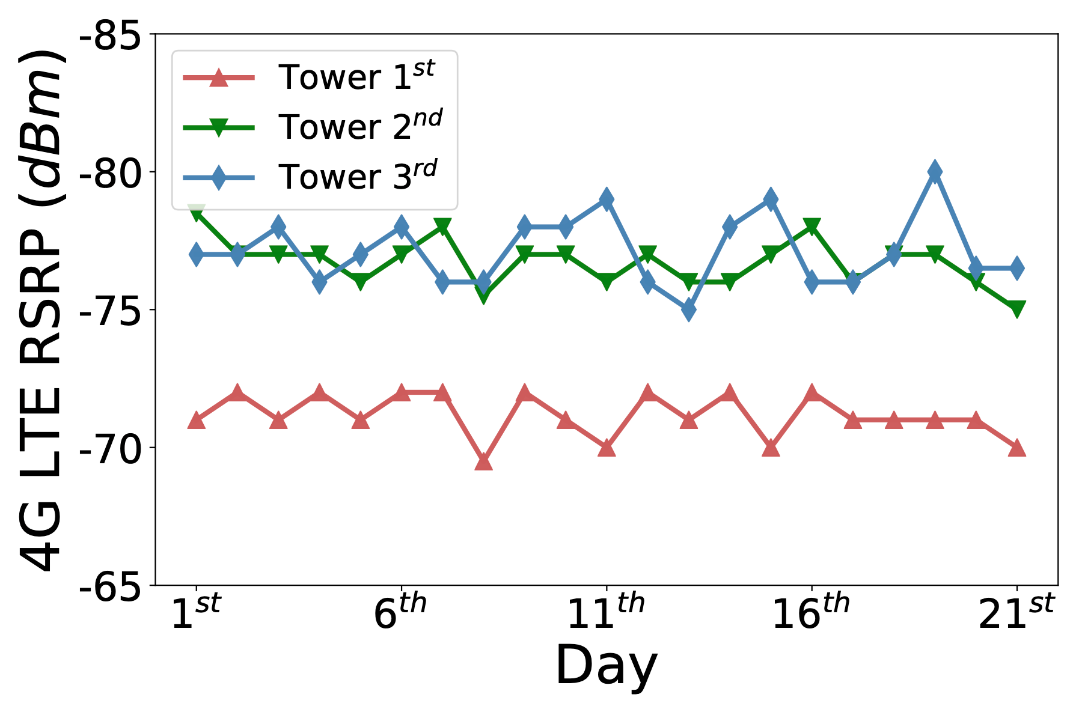 4G LTE RSRP (dBm)
-85
-80
-75
-70
-65
Tower 1st
Tower 2nd
Tower 3rd
1st 6th 11th 16th 21st
Day